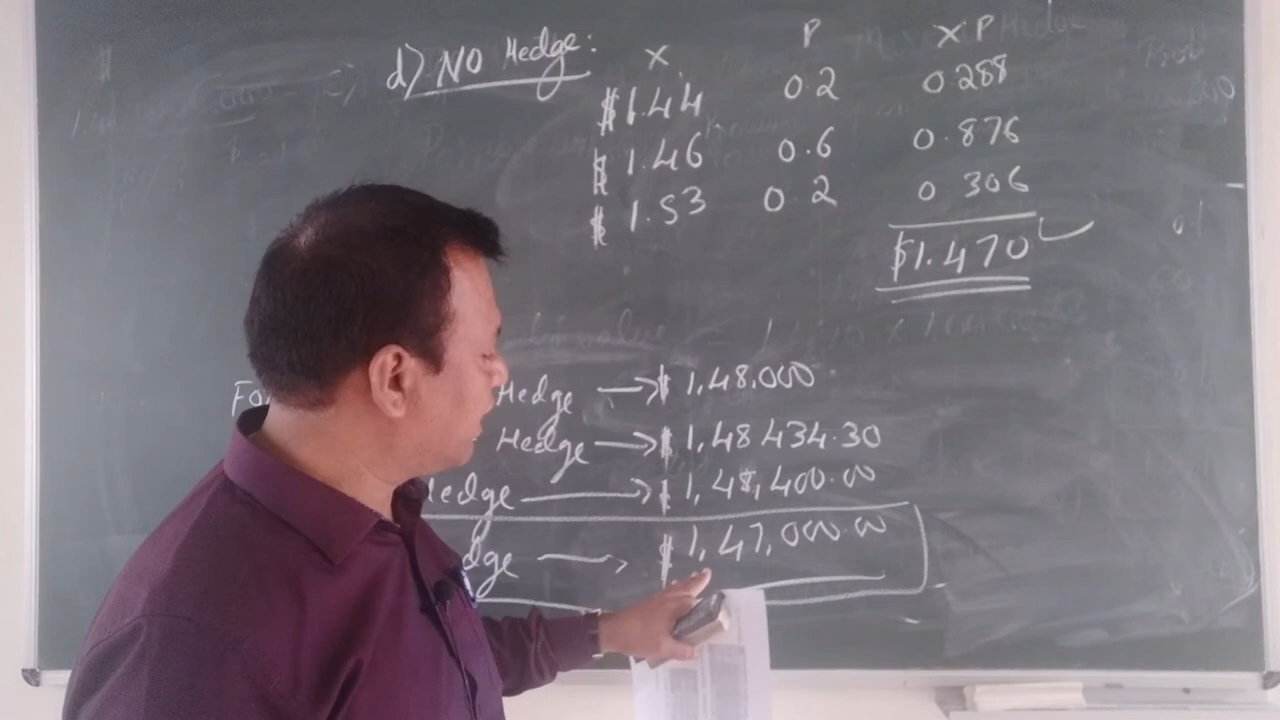 d) NO Hedge: X P XP
$1.44 0.2 0.288
$1.46 0.6 0.876
$1.53 0.2 0.306
$1.470
Fo Hedge → $ 1,48,000
Hedge → $ 1,48 434.30
Hedge → $ 1,48,400.00
dge → $ 1,47,000.00